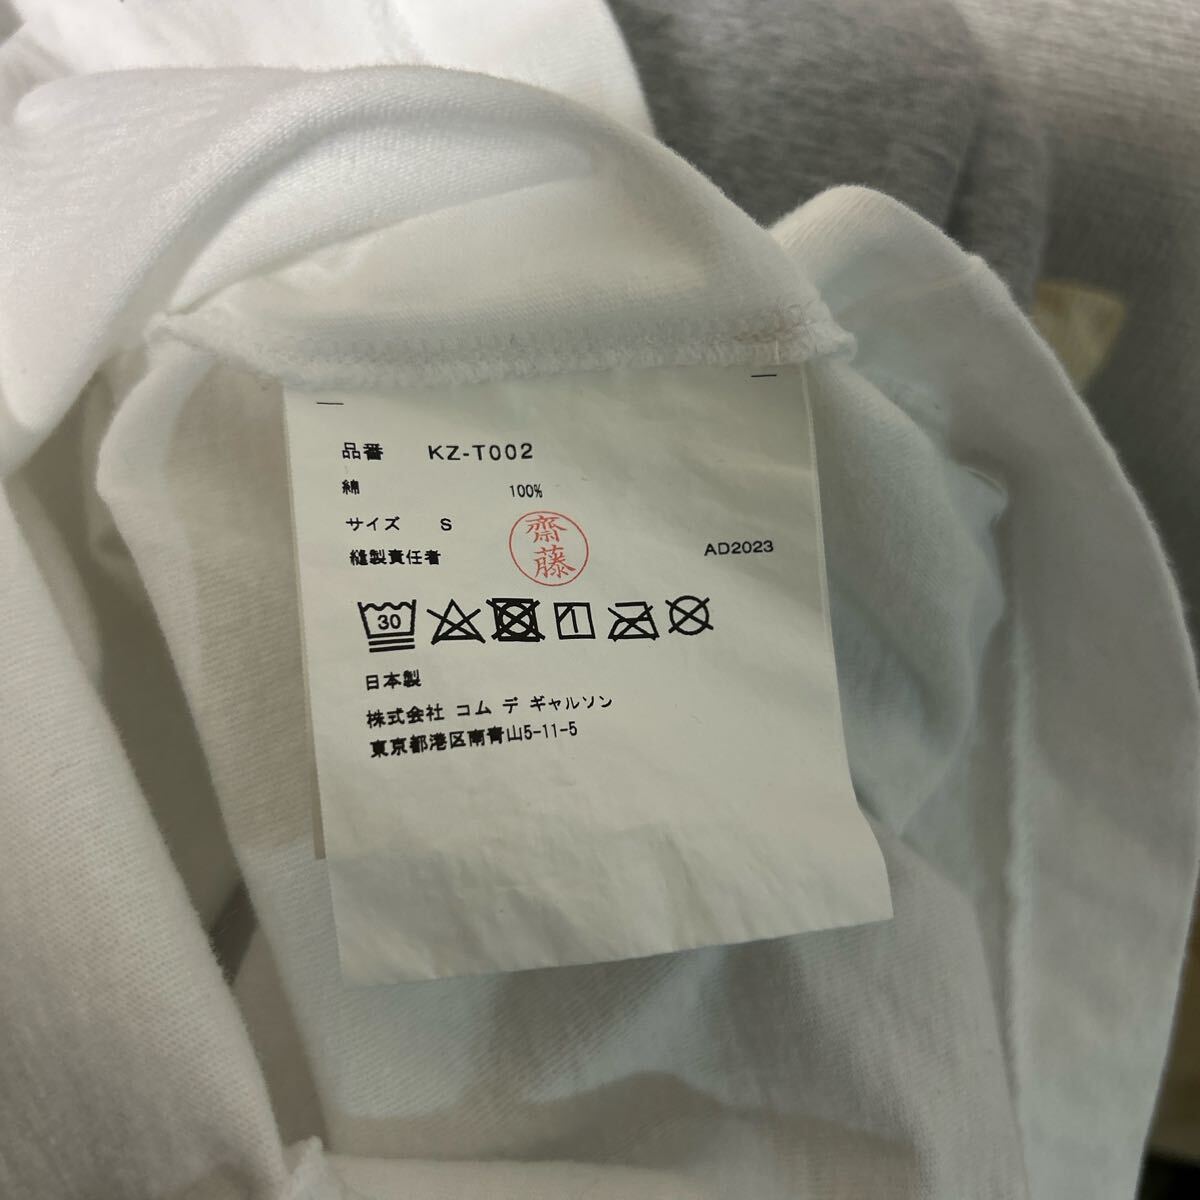 品番 KZ-T002
綿 100%
サイズ S
縫製責任者 齋藤 AD2023
30
日本製
株式会社 コム デ ギャルソン
東京都港区南青山5-11-5